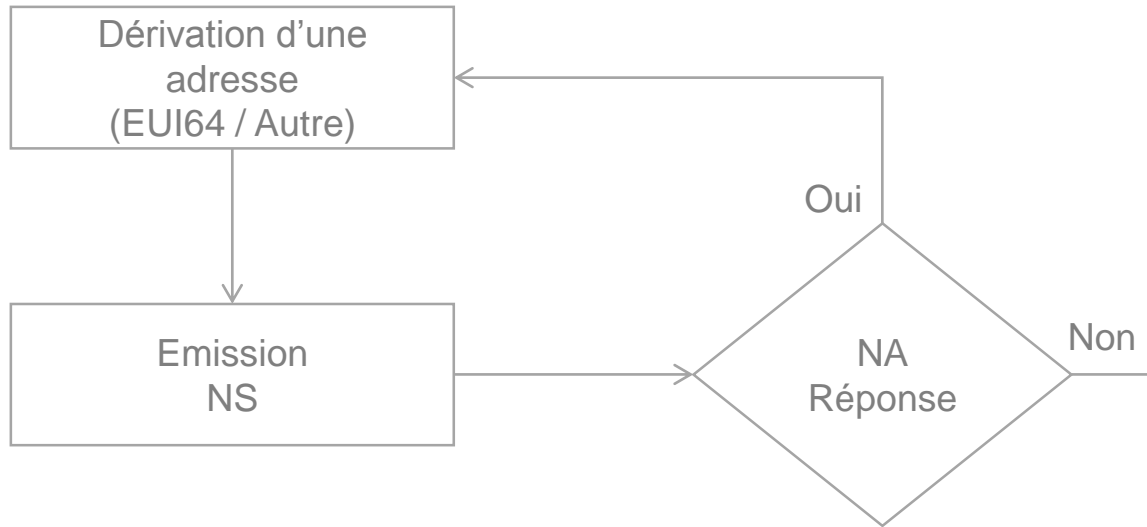 Dérivation d’une
adresse
(EUI64 / Autre)
Oui
Emission
NS
NA
Réponse
Non